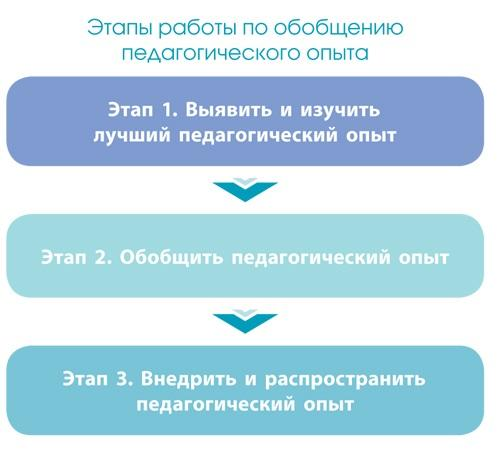 Этапы работы по обобщению
педагогического опыта
Этап 1. Выявить и изучить
лучший педагогический опыт
Этап 2. Обобщить педагогический опыт
Этап 3. Внедрить и распространить
педагогический опыт